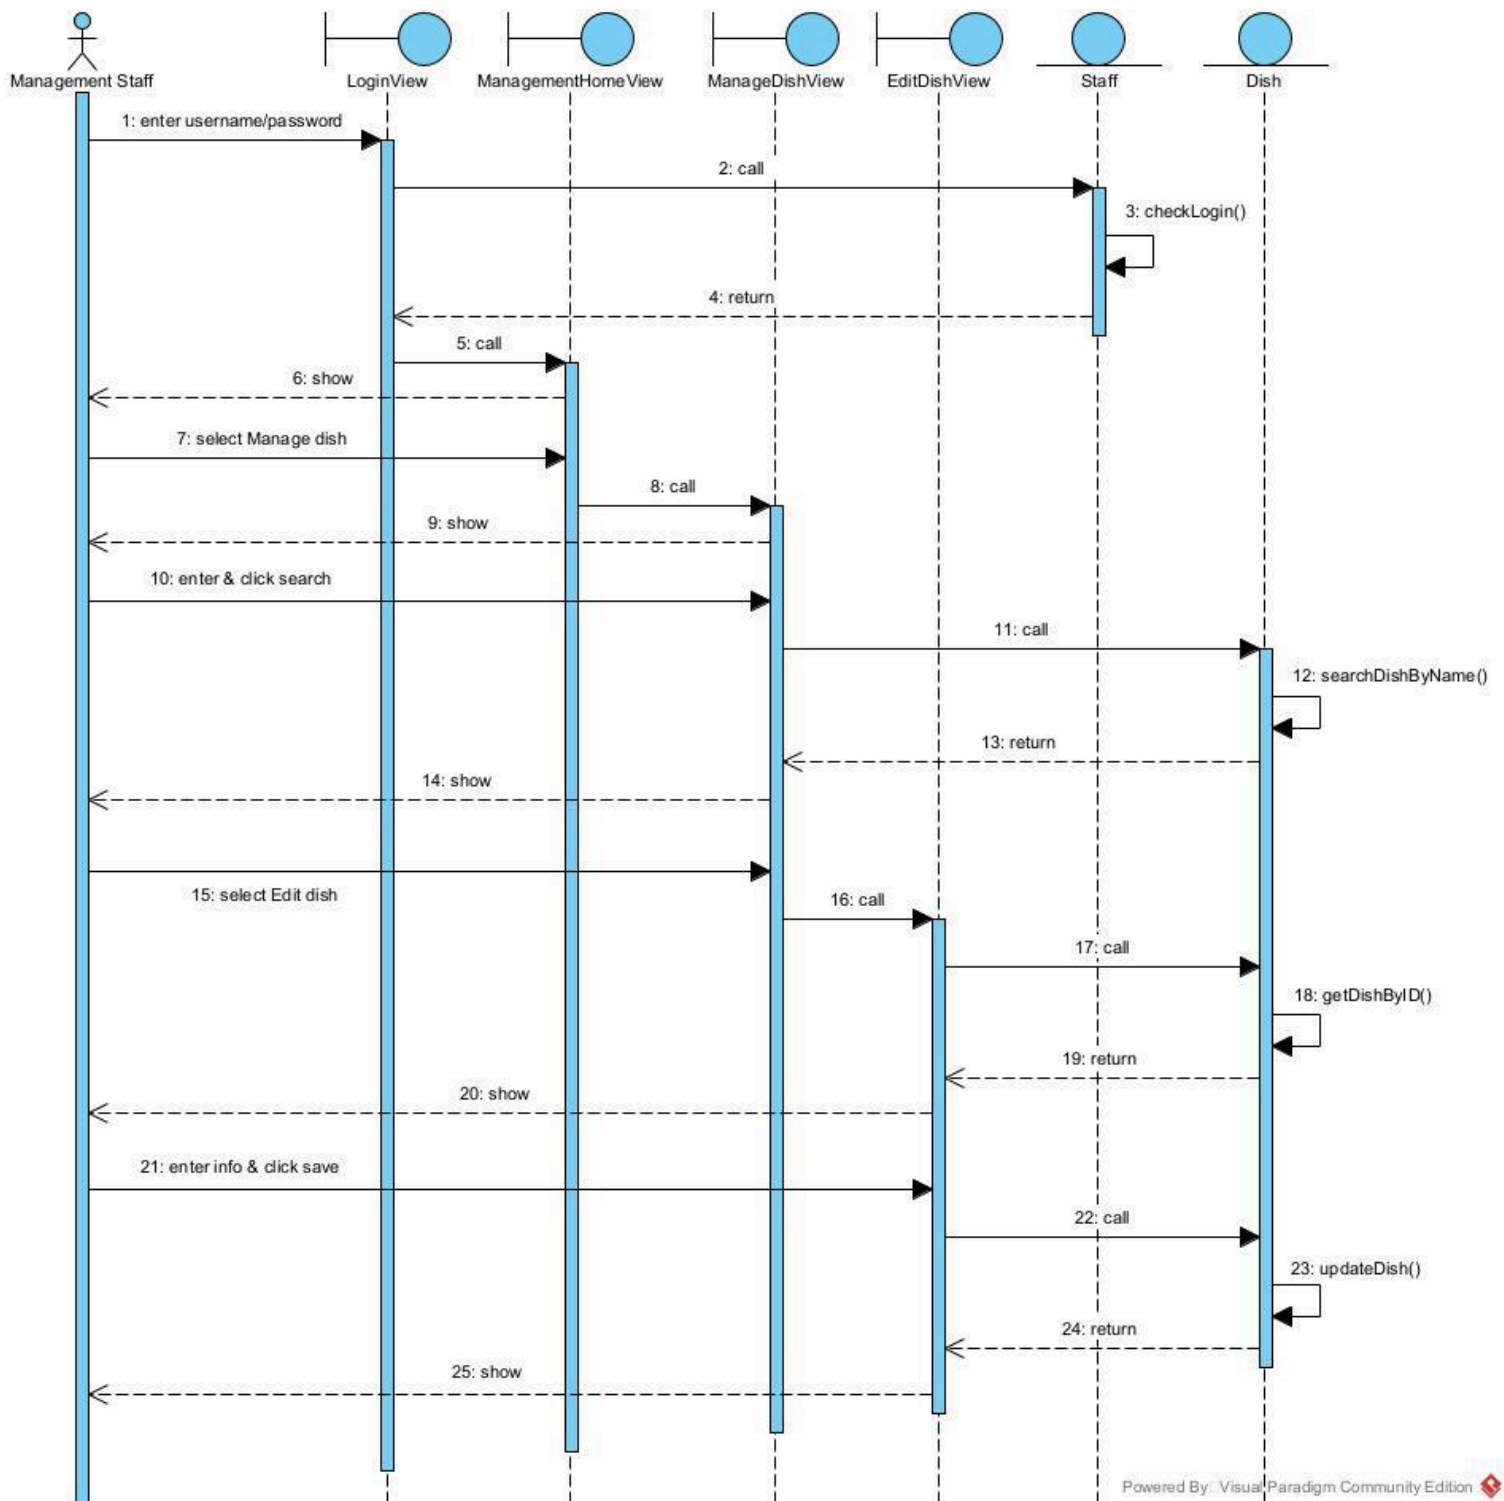 Management Staff
LoginView
ManagementHomeView
ManageDishView
EditDishView
Staff
Dish
1: enter username/password
2: call
3: checkLogin()
4: return
5: call
6: show
7: select Manage dish
8: call
9: show
10: enter & click search
11: call
12: searchDishByName()
13: return
14: show
15: select Edit dish
16: call
17: call
18: getDishByID()
19: return
20: show
21: enter info & click save
22: call
23: updateDish()
24: return
25: show
Powered By Visual Paradigm Community Edition